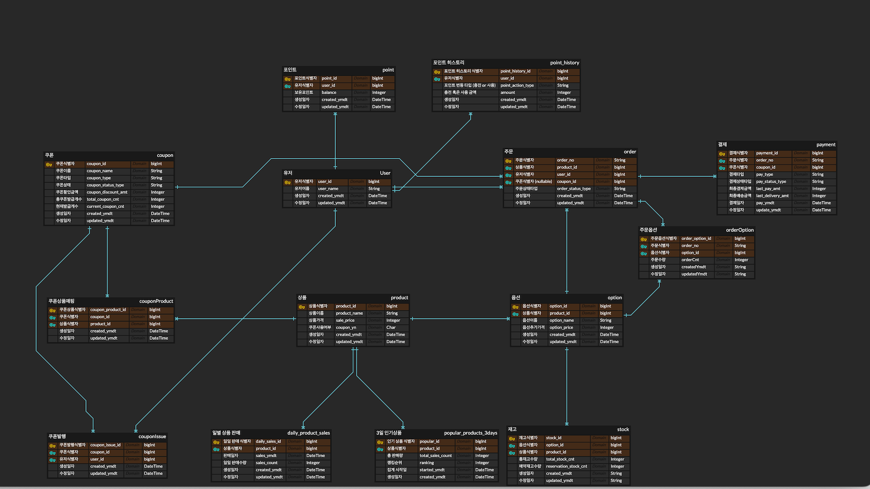 포인트 point
포인트식별자 point_id bigInt
유저식별자 user_id bigInt
보유포인트 balance Integer
생성일자 created_ymdt DateTime
수정일자 updated_ymdt DateTime
포인트 히스토리 point_history
포인트 히스토리 식별자 point_history_id bigInt
유저식별자 user_id bigInt
포인트 변동 타입 (충전 or 사용) point_action_type String
충전 혹은 사용 금액 amount Integer
생성일자 created_ymdt DateTime
수정일자 updated_ymdt DateTime
쿠폰 coupon
쿠폰식별자 coupon_id bigint
쿠폰이름 coupon_name String
쿠폰타입 coupon_type String
쿠폰상태 coupon_status_type String
쿠폰할인금액 coupon_discount_amt Integer
총쿠폰발급개수 total_coupon_cnt Integer
현재발급개수 current_coupon_cnt Integer
생성일자 created_ymdt DateTime
수정일자 updated_ymdt DateTime
유저 User
유저식별자 user_id bigInt
유저이름 user_name String
생성일자 created_ymdt DateTime
수정일자 updated_ymdt DateTime
주문 order
주문식별자 order_no String
상품식별자 product_id bigInt
유저식별자 user_id bigInt
쿠폰식별자 (nullable) coupon_id bigInt
주문상태타입 order_status_type String
생성일자 created_ymdt DateTime
수정일자 updated_ymdt DateTime
결제 payment
결제식별자 payment_id bigInt
주문식별자 order_no String
쿠폰식별자 coupon_id bigInt
결제타입 pay_type String
결제상태타입 pay_status_type String
최종결제금액 last_pay_amt Integer
최종배송금액 last_delivery_amt Integer
결제일자 pay_ymdt DateTime
수정일자 update_ymdt DateTime
주문옵션 orderOption
주문옵션식별자 order_option_id bigInt
주문식별자 order_no String
옵션식별자 option_id bigInt
주문수량 orderCnt Integer
생성일자 createdYmdt String
수정일자 updatedYmdt String
쿠폰상품매핑 couponProduct
쿠폰상품식별자 coupon_product_id bigInt
쿠폰식별자 coupon_id bigInt
상품식별자 product_id bigInt
생성일자 created_ymdt DateTime
수정일자 updated_ymdt DateTime
상품 product
상품식별자 product_id bigInt
상품이름 product_name String
상품가격 sale_price Integer
쿠폰사용여부 coupon_yn Char
생성일자 created_ymdt DateTime
수정일자 updated_ymdt DateTime
옵션 option
옵션식별자 option_id bigInt
상품식별자 product_id bigInt
옵션이름 option_name String
옵션추가가격 option_price Integer
생성일자 created_ymdt DateTime
수정일자 updated_ymdt DateTime
쿠폰발행 couponIssue
쿠폰발행식별자 coupon_issue_id bigInt
쿠폰식별자 coupon_id bigInt
유저식별자 user_id bigInt
생성일자 created_ymdt DateTime
수정일자 updated_ymdt DateTime
일별 상품 판매 daily_product_sales
일일 판매 식별자 daily_sales_id bigInt
상품식별자 product_id bigInt
판매일자 sales_ymdt DateTime
일일 판매수량 sales_count Integer
생성일자 created_ymdt DateTime
수정일자 updated_ymdt DateTime
3일 인기상품 popular_products_3days
인기 상품 식별자 popular_id bigInt
상품식별자 product_id bigInt
총 판매량 total_sales_count bigInt
랭킹순위 ranking Integer
집계 시작일 started_ymdt DateTime
생성일자 created_ymdt DateTime
재고 stock
재고식별자 stock_id bigInt
옵션식별자 option_id bigInt
상품식별자 product_id bigInt
총재고수량 total_stock_cnt Integer
예약재고수량 reservation_stock_cnt Integer
생성일자 created_ymdt String
수정일자 updated_ymdt String